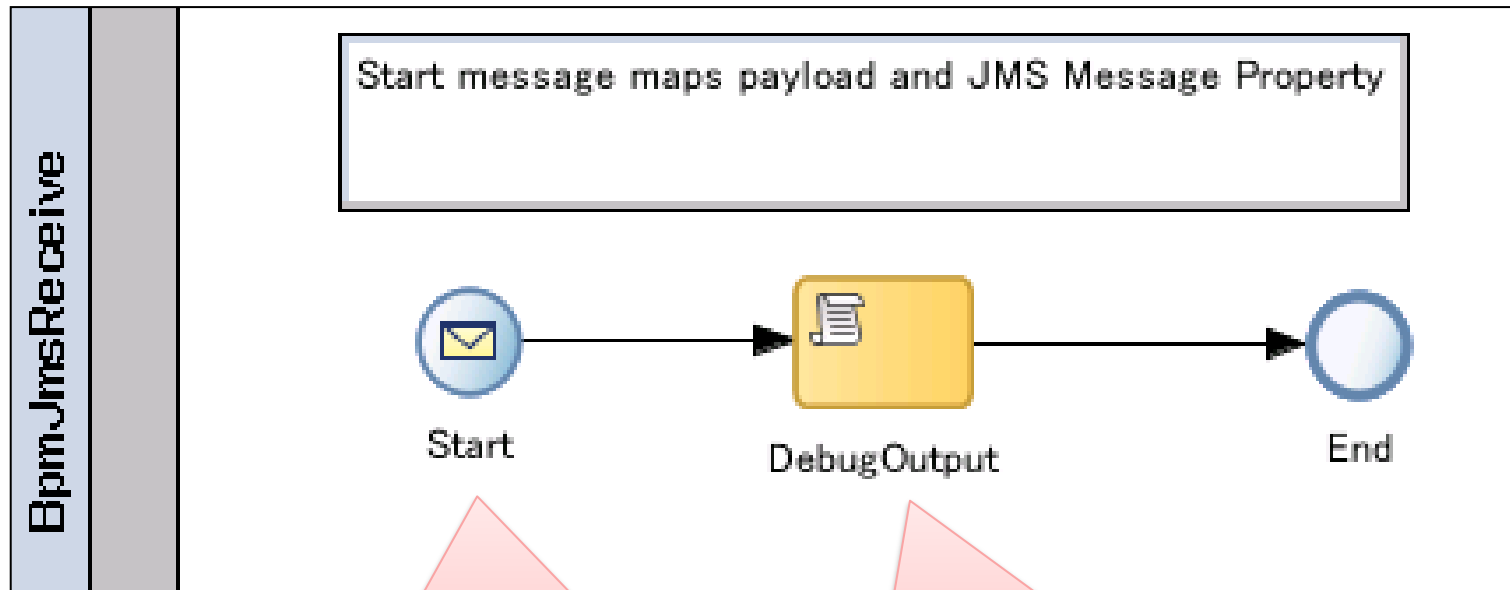 BpmJmsReceive
Start message maps payload and JMS Message Property
Start
DebugOutput
End